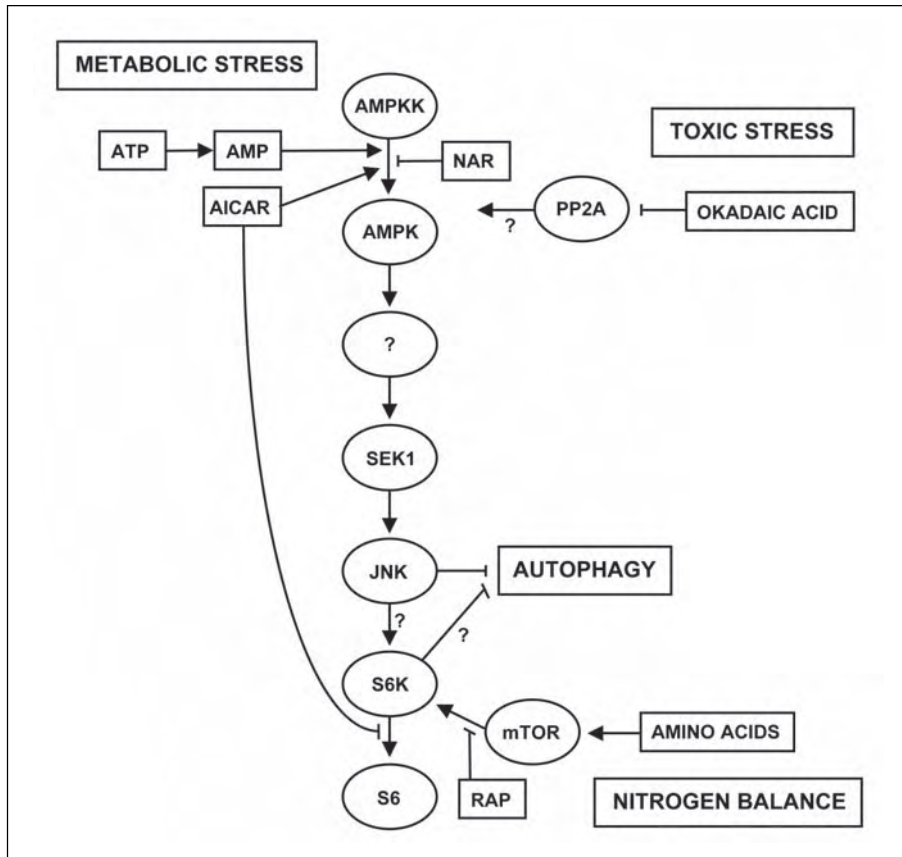 METABOLIC STRESS
AMPKK
TOXIC STRESS
ATP
AMP
NAR
AICAR
PP2A
OKADAIC ACID
?
AMPK
?
SEK1
JNK
AUTOPHAGY
?
?
S6K
mTOR
AMINO ACIDS
S6
RAP
NITROGEN BALANCE